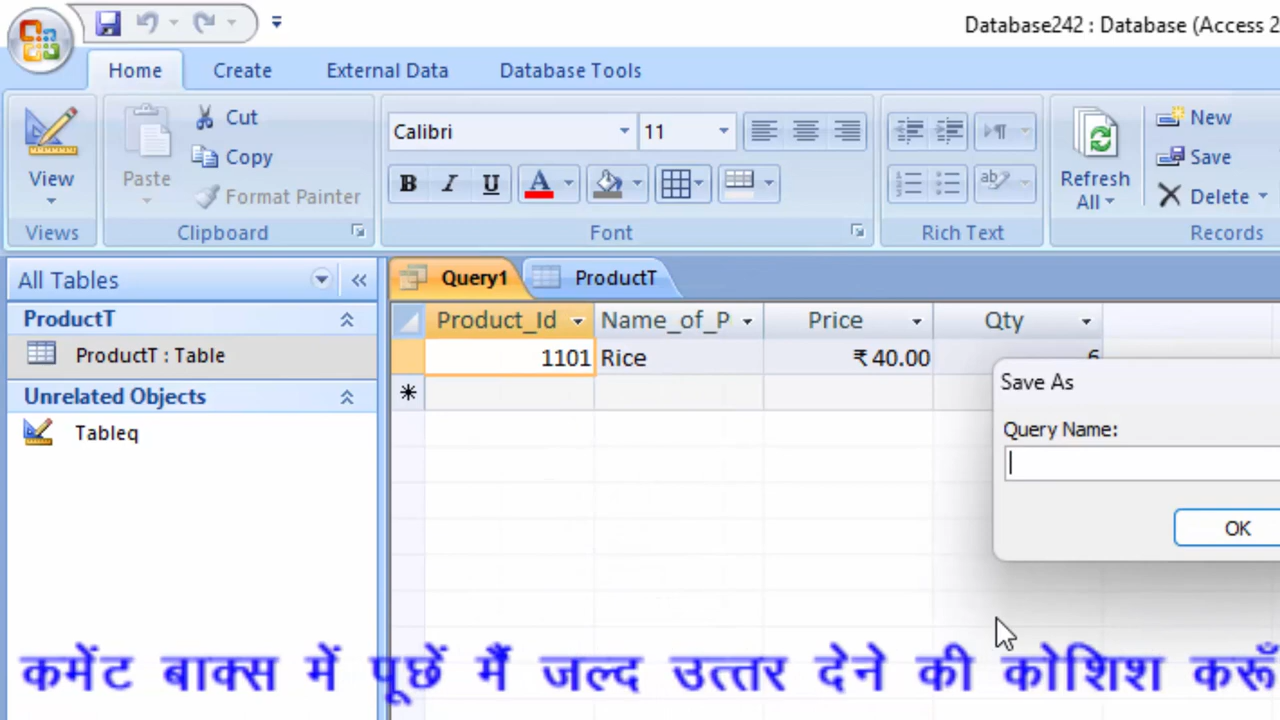 Database242 : Database (Access 2
Home Create External Data Database Tools
View
Views
Paste
Cut
Copy
Format Painter
Clipboard
Calibri 11
B I U A
Font
ab
Rich Text
Refresh
All
New
Save
Delete
Records
All Tables
ProductT
ProductT : Table
Unrelated Objects
Tableq
Query1 ProductT
Product_Id Name_of_P Price Qty
1101 Rice ₹ 40.00 6
Save As
Query Name:
OK
कमेंट बाक्स में पूछें मैं जल्द उत्तर देने की कोशिश करूँ